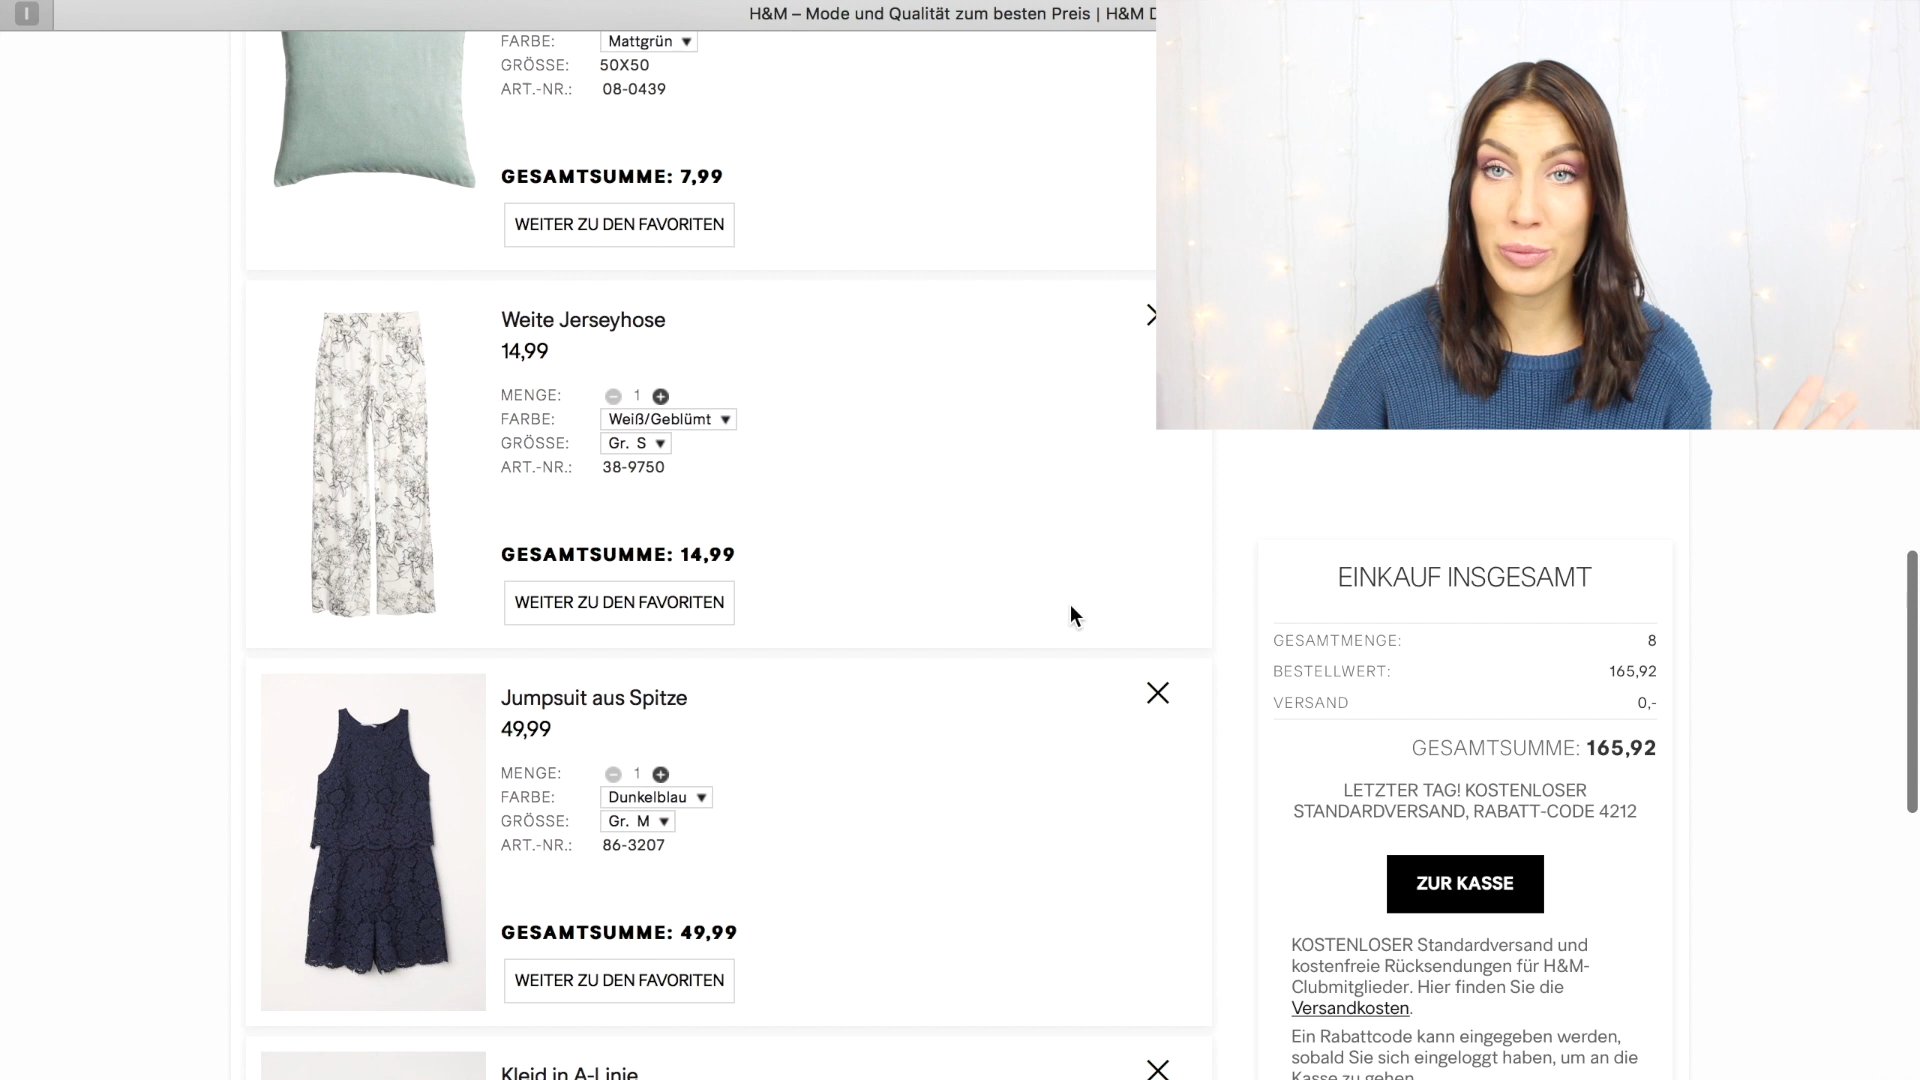 H&M – Mode und Qualität zum besten Preis | H&M D
FARBE: Mattgrün
GRÖSSE: 50X50
ART.-NR.: 08-0439
GESAMTSUMME: 7,99
WEITER ZU DEN FAVORITEN
Weite Jerseyhose
14,99
MENGE: 1
FARBE: Weiß/Geblümt
GRÖSSE: Gr. S
ART.-NR.: 38-9750
GESAMTSUMME: 14,99
WEITER ZU DEN FAVORITEN
Jumpsuit aus Spitze
49,99
MENGE: 1
FARBE: Dunkelblau
GRÖSSE: Gr. M
ART.-NR.: 86-3207
GESAMTSUMME: 49,99
WEITER ZU DEN FAVORITEN
Kleid in A-Linie
EINKAUF INSGESAMT
GESAMTMENGE: 8
BESTELLWERT: 165,92
VERSAND 0,-
GESAMTSUMME: 165,92
LETZTER TAG! KOSTENLOSER
STANDARDVERSAND, RABATT-CODE 4212
ZUR KASSE
KOSTENLOSER Standardversand und
kostenfreie Rücksendungen für H&M-
Clubmitglieder. Hier finden Sie die
Versandkosten.
Ein Rabattcode kann eingegeben werden,
sobald Sie sich eingeloggt haben, um an die
Kasse zu gehen.